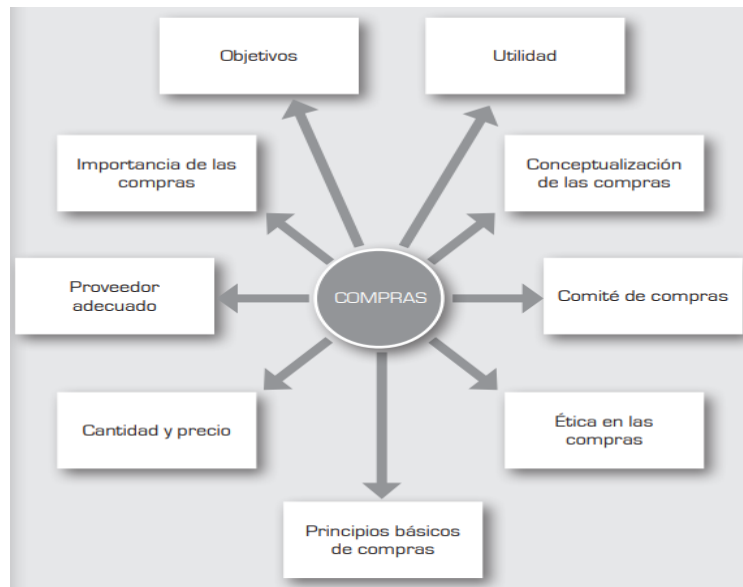 Objetivos
Utilidad
Importancia de las
compras
Conceptualización
de las compras
Proveedor
adecuado
COMPRAS
Comité de compras
Cantidad y precio
Ética en las
compras
Principios básicos
de compras